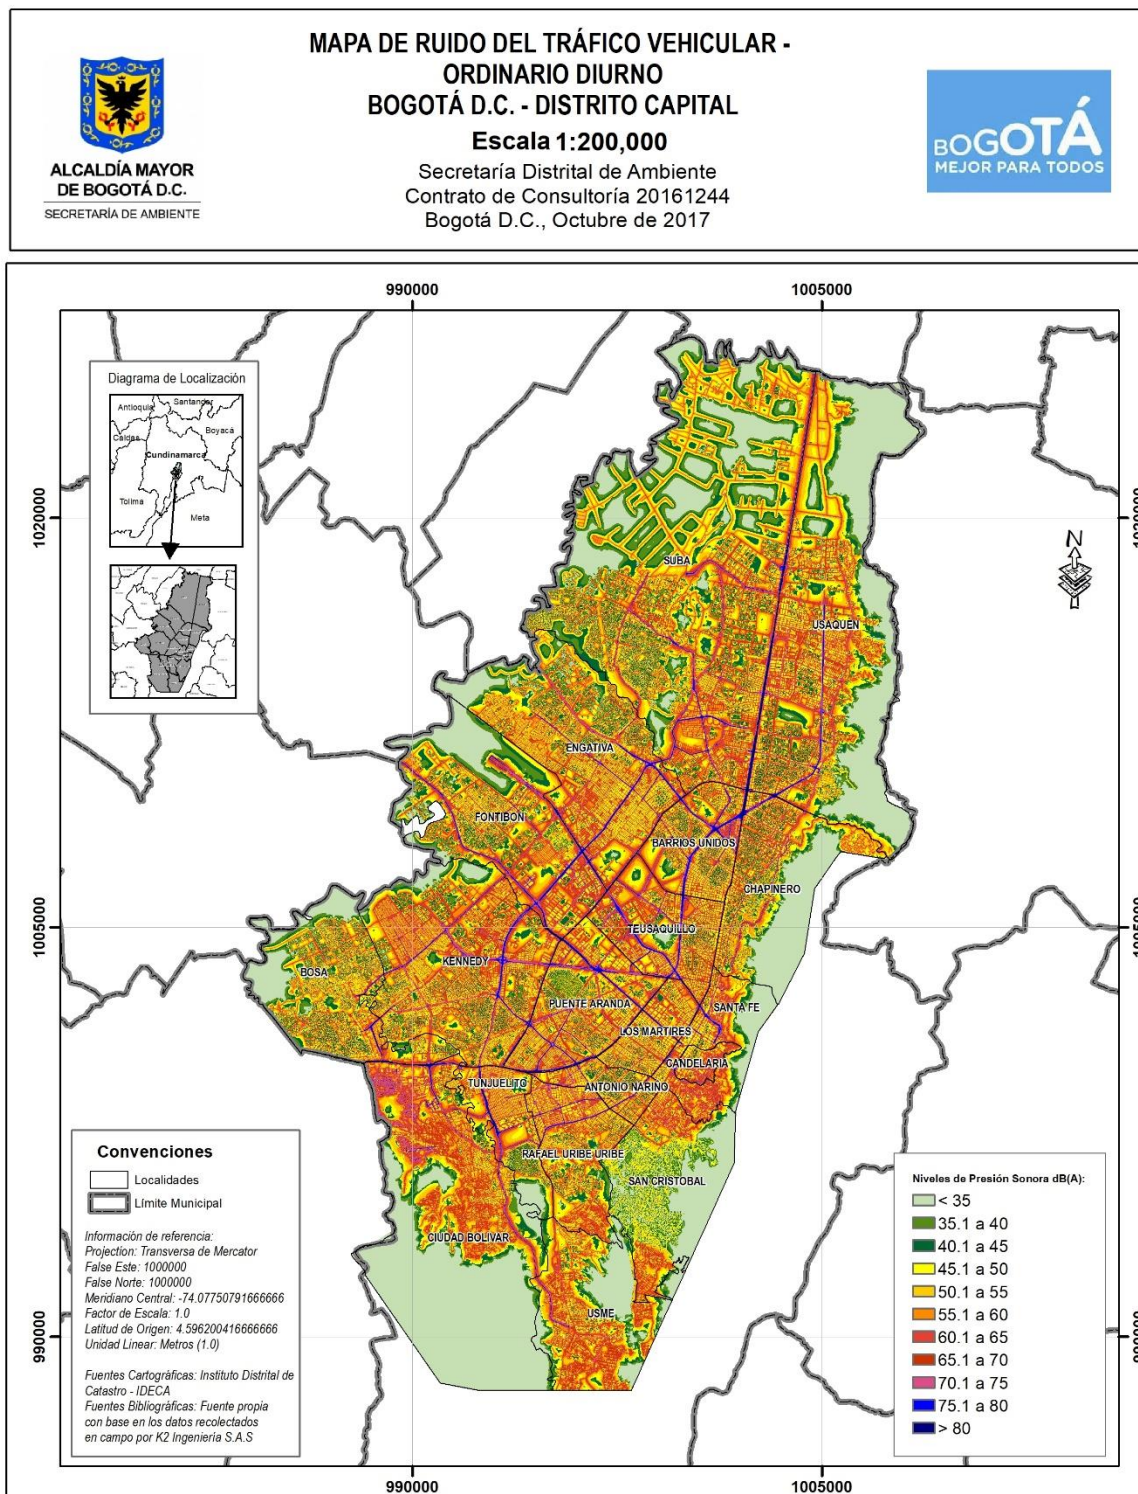 MAPA DE RUIDO DEL TRÁFICO VEHICULAR -
ORDINARIO DIURNO
BOGOTÁ D.C. - DISTRITO CAPITAL
Escala 1:200,000
Secretaría Distrital de Ambiente
Contrato de Consultoría 20161244
Bogotá D.C., Octubre de 2017
ALCALDÍA MAYOR
DE BOGOTÁ D.C.
SECRETARÍA DE AMBIENTE
BOGOTÁ
MEJOR PARA TODOS
990000
1005000
Diagrama de Localización
Antioquia
Santander
Boyacá
Caldas
Cundinamarca
Tolima
Meta
1020000
1020000
N
SUBA
USAQUEN
ENGATIVA
FONTIBON
BARRIOS UNIDOS
CHAPINERO
1005000
1005000
TEUSAQUILLO
KENNEDY
BOSA
PUENTE ARANDA
SANTA FE
LOS MARTIRES
CANDELARIA
TUNJUELITO
ANTONIO NARINO
RAFAEL URIBE URIBE
SAN CRISTOBAL
CIUDAD BOLIVAR
USME
990000
990000
Convenciones
Localidades
Límite Municipal
Información de referencia:
Projection: Transversa de Mercator
False Este: 1000000
False Norte: 1000000
Meridiano Central: -74.07750791666666
Factor de Escala: 1.0
Latitud de Origen: 4.596200416666666
Unidad Linear: Metros (1.0)
Fuentes Cartográficas: Instituto Distrital de
Catastro - IDECA
Fuentes Bibliográficas: Fuente propia
con base en los datos recolectados
en campo por K2 Ingeniería S.A.S
Niveles de Presión Sonora dB(A):
< 35
35.1 a 40
40.1 a 45
45.1 a 50
50.1 a 55
55.1 a 60
60.1 a 65
65.1 a 70
70.1 a 75
75.1 a 80
> 80
990000
1005000